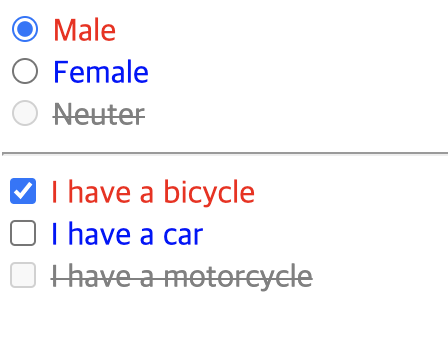 Male
Female
Neuter
I have a bicycle
I have a car
I have a motorcycle